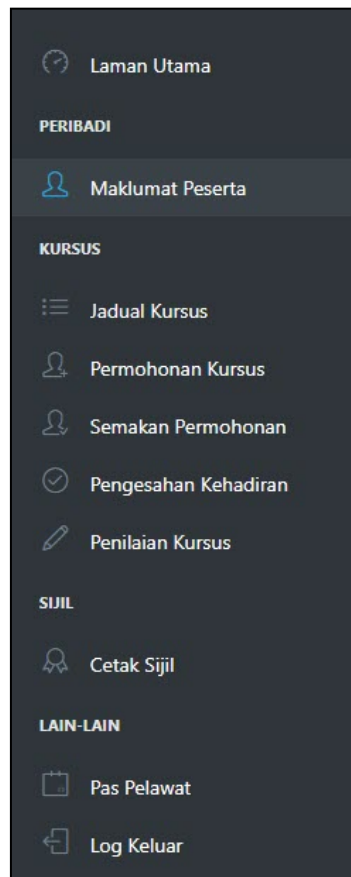 Laman Utama
PERIBADI
Maklumat Peserta
KURSUS
Jadual Kursus
Permohonan Kursus
Semakan Permohonan
Pengesahan Kehadiran
Penilaian Kursus
SIJIL
Cetak Sijil
LAIN-LAIN
Pas Pelawat
Log Keluar